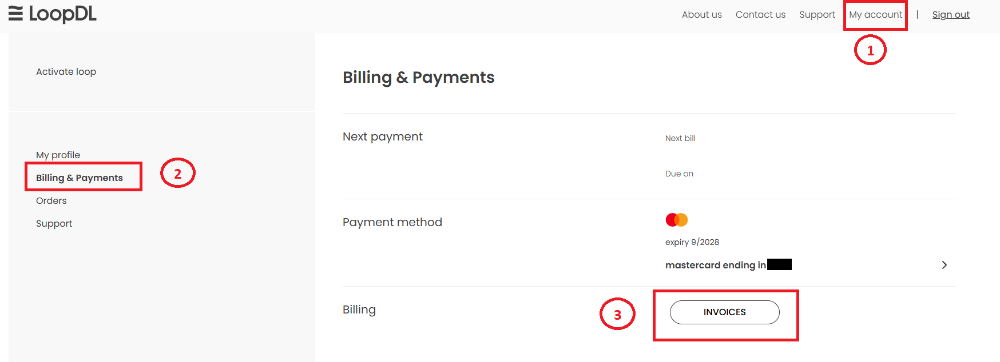 LoopDL
About us Contact us Support My account | Sign out
1
Activate loop
Billing & Payments
Next payment
Next bill
Due on
My profile
Billing & Payments
2
Orders
Support
Payment method
expiry 9/2028
mastercard ending in
Billing
3
INVOICES